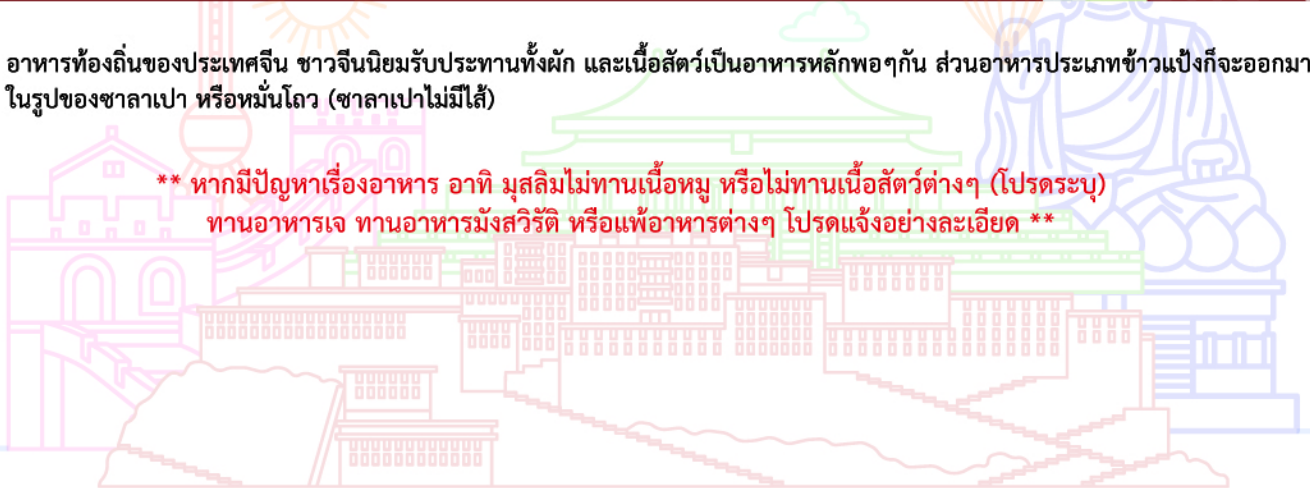 อาหารท้องถิ่นของประเทศจีน ชาวจีนนิยมรับประทานทั้งผัก และเนื้อสัตว์เป็นอาหารหลักพอๆกัน ส่วนอาหารประเภทข้าวแป้งก็จะออกมา
ในรูปของซาลาเปา หรือหมั่นโถว (ซาลาเปาไม่มีไส้)
** หากมีปัญหาเรื่องอาหาร อาทิ มุสลิมไม่ทานเนื้อหมู หรือไม่ทานเนื้อสัตว์ต่างๆ (โปรดระบุ)
ทานอาหารเจ ทานอาหารมังสวิรัติ หรือแพ้อาหารต่างๆ โปรดแจ้งอย่างละเอียด **